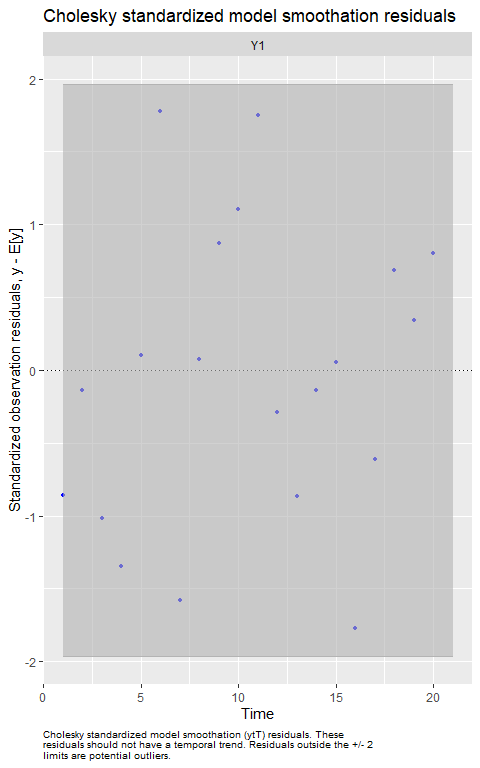 Cholesky standardized model smoothation residuals
Y1
2
1
0
-1
-2
Standardized observation residuals, y - E[y]
0 5 10 15 20
Time
Cholesky standardized model smoothation (ytT) residuals. These
residuals should not have a temporal trend. Residuals outside the +/- 2
limits are potential outliers.